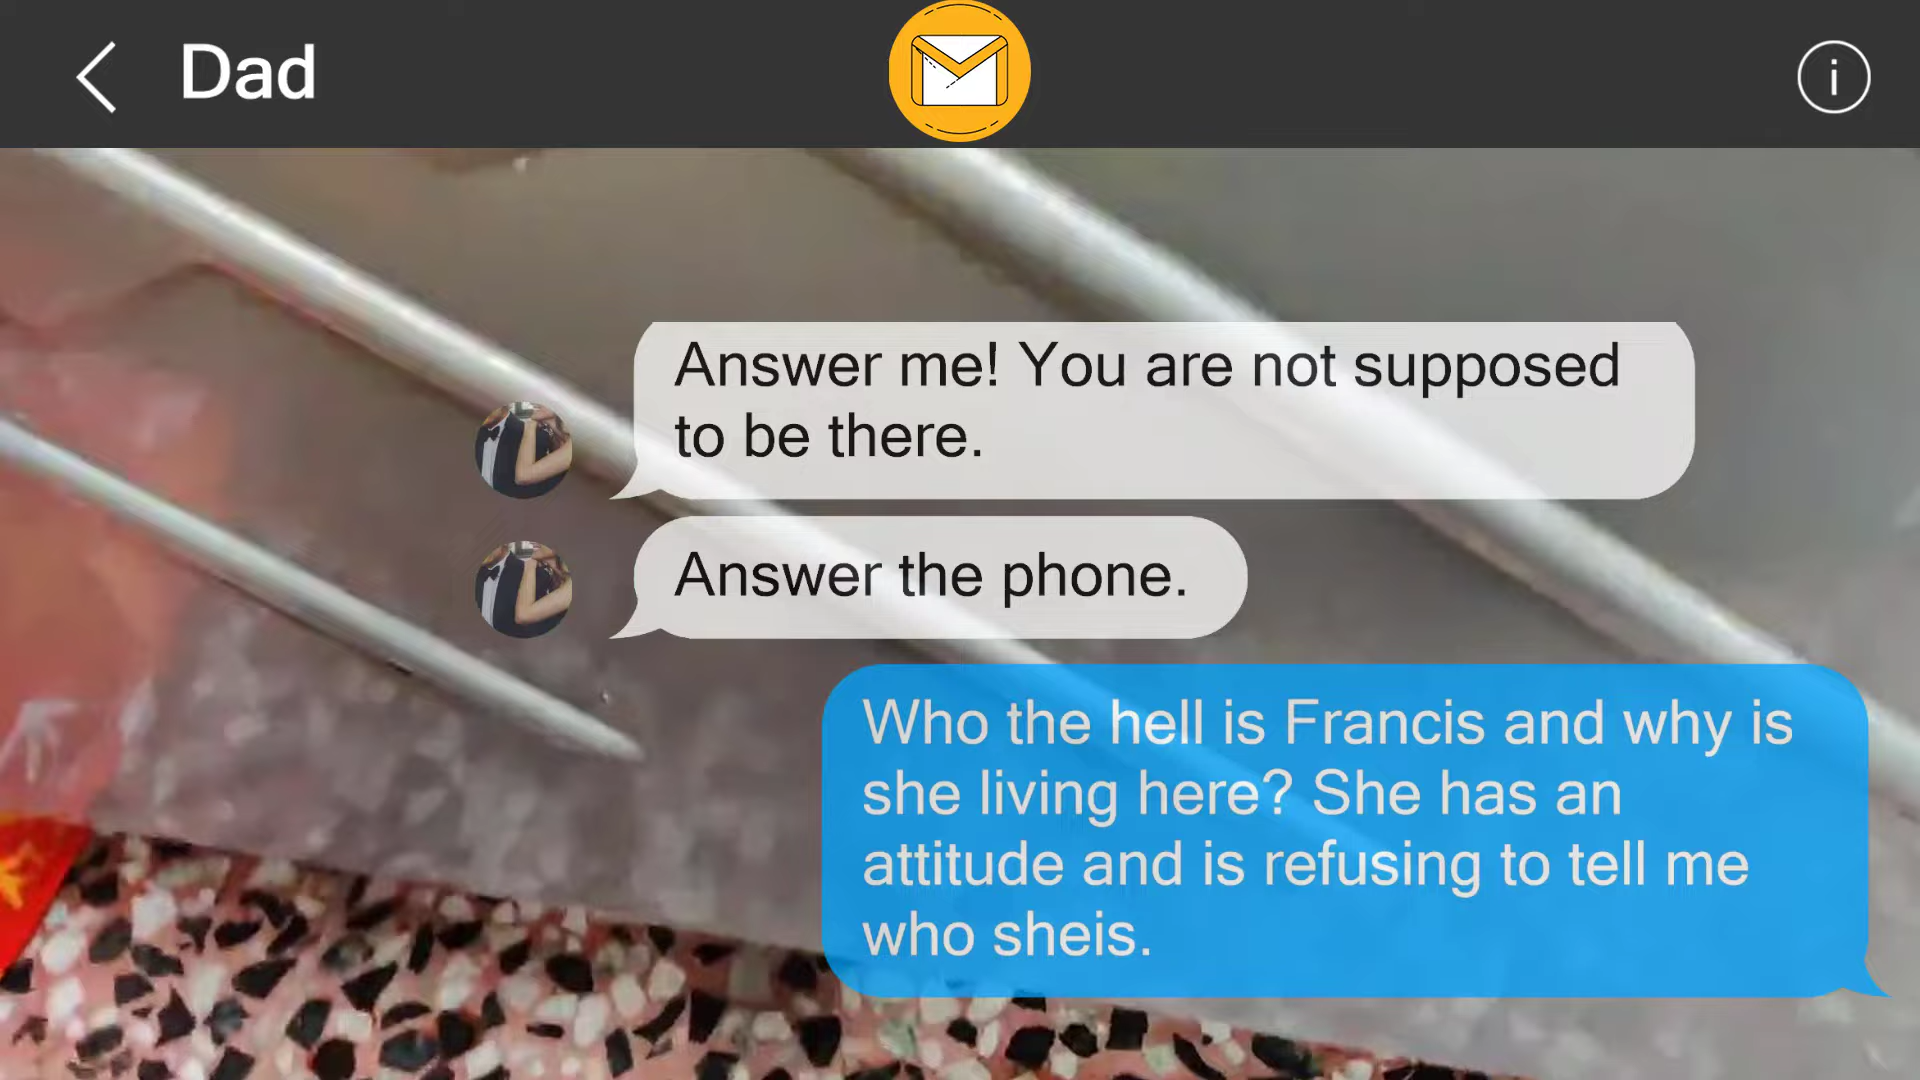 Dad
Answer me! You are not supposed
to be there.
Answer the phone.
Who the hell is Francis and why is
she living here? She has an
attitude and is refusing to tell me
who sheis.